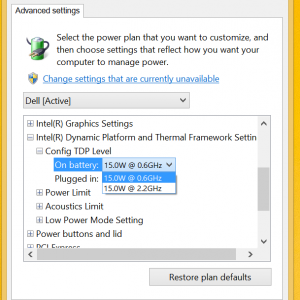 Advanced settings
Select the power plan that you want to customize, and
then choose settings that reflect how you want your
computer to manage power.
Change settings that are currently unavailable
Dell [Active]
Intel(R) Graphics Settings
Intel(R) Dynamic Platform and Thermal Framework Settin
Config TDP Level
On battery: 15.0W @ 0.6GHz
Plugged in: 15.0W @ 0.6GHz
15.0W @ 2.2GHz
Power Limit
Acoustics Limit
Low Power Mode Setting
Power buttons and lid
PCI Express
Restore plan defaults